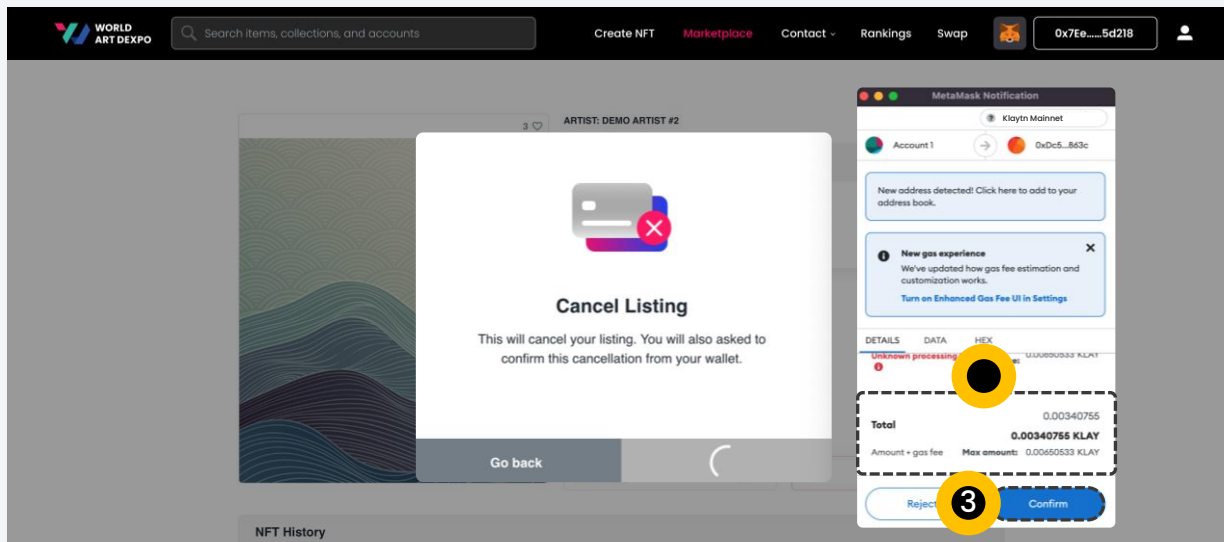 WORLD
ART DEXPO
Search items, collections, and accounts
Create NFT
Marketplace
Contact
Rankings
Swap
0x7Ee......5d218
3
ARTIST: DEMO ARTIST #2
Cancel Listing
This will cancel your listing. You will also asked to
confirm this cancellation from your wallet.
Go back
NFT History
MetaMask Notification
Klaytn Mainnet
Account 1
0xDc5...863c
New address detected! Click here to add to your
address book.
New gas experience
We've updated how gas fee estimation and
customization works.
Turn on Enhanced Gas Fee UI in Settings
DETAILS
DATA
HEX
Unknown processing
0.00650533 KLAY
Total
0.00340755
0.00340755 KLAY
Amount + gas fee
Max amount: 0.00650533 KLAY
Reject
3
Confirm